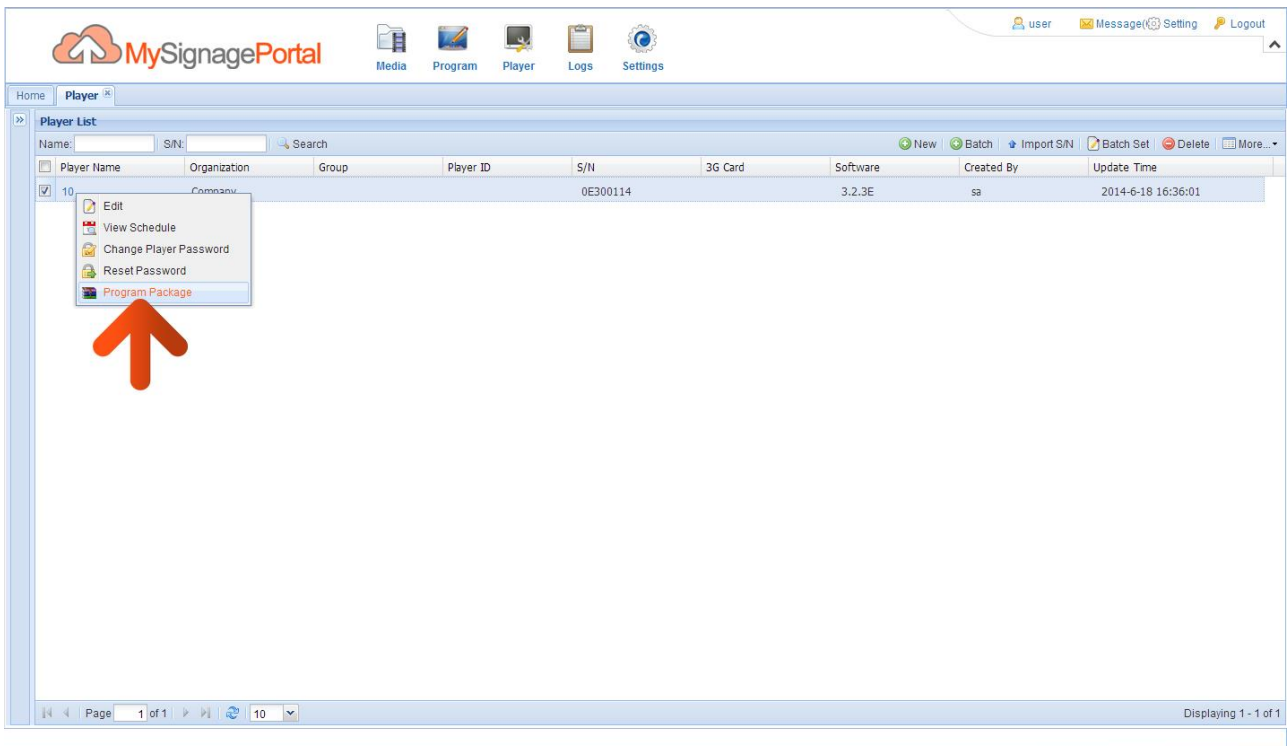 user Message( Setting Logout
MySignagePortal
Media Program Player Logs Settings
Home Player
Player List
Name: S/N: Search New Batch Import S/N Batch Set Delete More...
Player Name Organization Group Player ID S/N 3G Card Software Created By Update Time
10 Company 0E300114 3.2.3E sa 2014-6-18 16:36:01
Edit
View Schedule
Change Player Password
Reset Password
Program Package
Page 1 of 1 10 Displaying 1 - 1 of 1